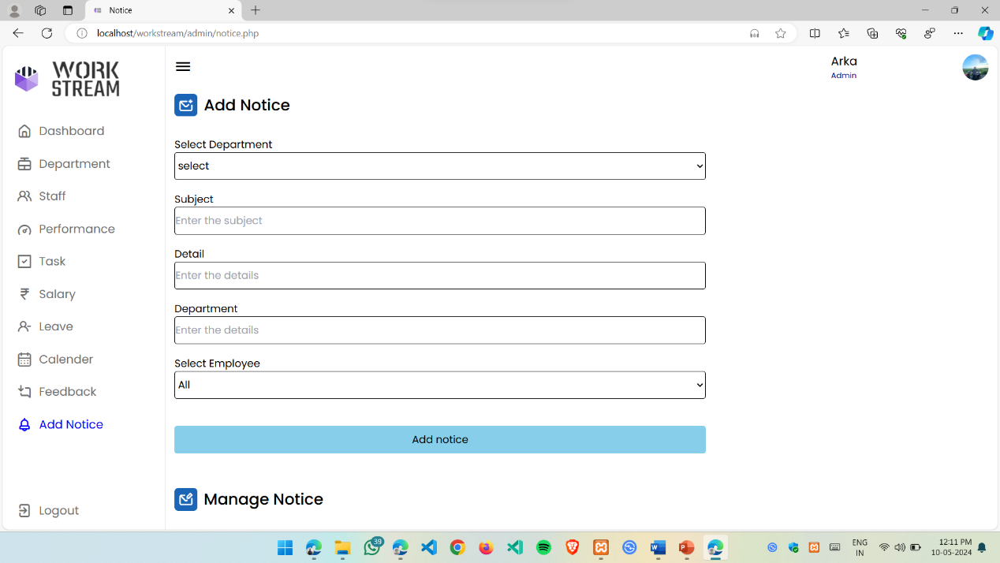 Notice
localhost/workstream/admin/notice.php
WORK
STREAM
Dashboard
Department
Staff
Performance
Task
Salary
Leave
Calender
Feedback
Add Notice
Logout
Arka
Admin
Add Notice
Select Department
select
Subject
Enter the subject
Detail
Enter the details
Department
Enter the details
Select Employee
All
Add notice
Manage Notice
39
W
P
ENG
IN
12:11 PM
10-05-2024